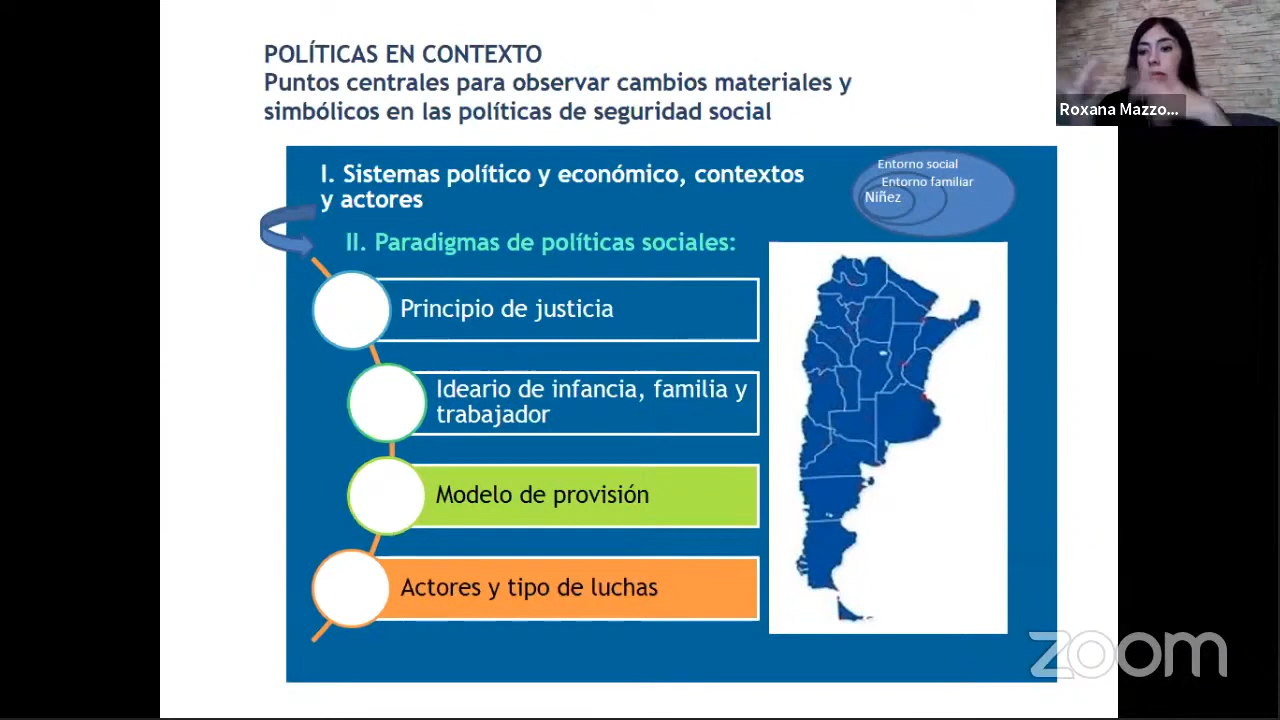 POLÍTICAS EN CONTEXTO
Puntos centrales para observar cambios materiales y
simbólicos en las políticas de seguridad social
I. Sistemas político y económico, contextos
y actores
Entorno social
Entorno familiar
Niñez
II. Paradigmas de políticas sociales:
Principio de justicia
Ideario de infancia, familia y
trabajador
Modelo de provisión
Actores y tipo de luchas
Roxana Mazzo...
zoom